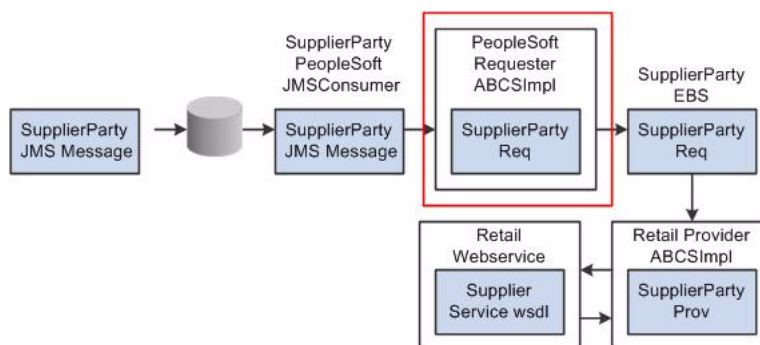 SupplierParty
JMS Message
SupplierParty
PeopleSoft
JMSConsumer
SupplierParty
JMS Message
PeopleSoft
Requester
ABCSImpl
SupplierParty
Req
SupplierParty
EBS
SupplierParty
Req
Retail
Webservice
Supplier
Service wsdl
Retail Provider
ABCSImpl
SupplierParty
Prov